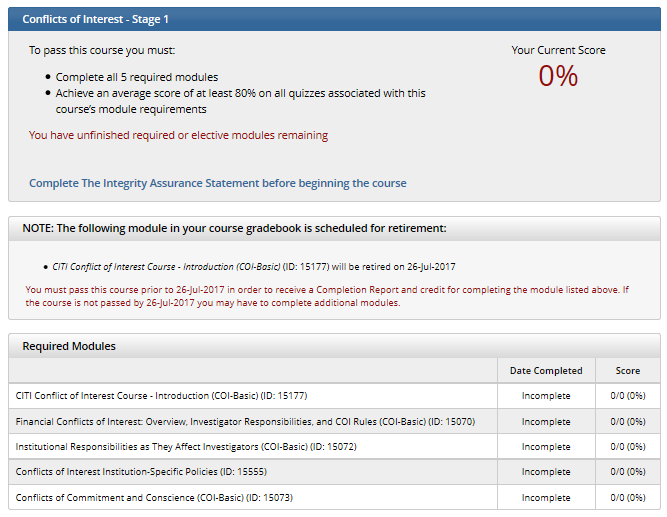 Conflicts of Interest - Stage 1
To pass this course you must:
Your Current Score
0%
• Complete all 5 required modules
• Achieve an average score of at least 80% on all quizzes associated with this
course's module requirements
You have unfinished required or elective modules remaining
Complete The Integrity Assurance Statement before beginning the course
NOTE: The following module in your course gradebook is scheduled for retirement:
• CITI Conflict of Interest Course - Introduction (COI-Basic) (ID: 15177) will be retired on 26-Jul-2017
You must pass this course prior to 26-Jul-2017 in order to receive a Completion Report and credit for completing the module listed above. If
the course is not passed by 26-Jul-2017 you may have to complete additional modules.
Required Modules
Date Completed Score
CITI Conflict of Interest Course - Introduction (COI-Basic) (ID: 15177) Incomplete 0/0 (0%)
Financial Conflicts of Interest: Overview, Investigator Responsibilities, and COI Rules (COI-Basic) (ID: 15070) Incomplete 0/0 (0%)
Institutional Responsibilities as They Affect Investigators (COI-Basic) (ID: 15072) Incomplete 0/0 (0%)
Conflicts of Interest Institution-Specific Policies (ID: 15555) Incomplete 0/0 (0%)
Conflicts of Commitment and Conscience (COI-Basic) (ID: 15073) Incomplete 0/0 (0%)